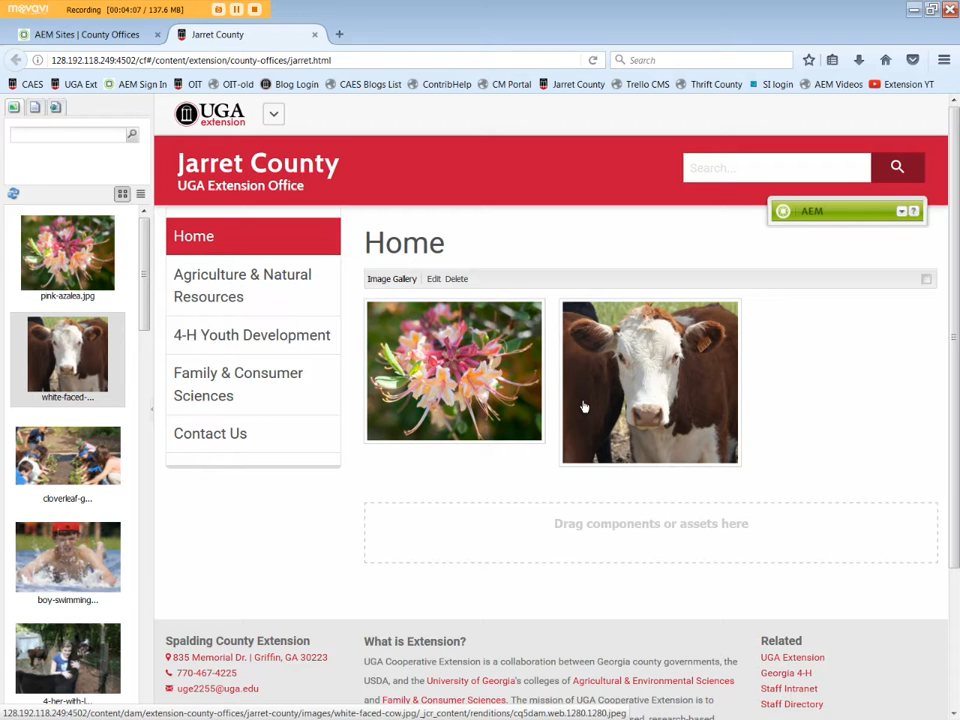 movavi Recording [00:04:07 / 137.6 MB]
AEM Sites | County Offices
Jarret County
128.192.118.249:4502/cf#/content/extension/county-offices/jarret.html
Search
CAES UGA Ext AEM Sign In OIT OIT-old Blog Login CAES Blogs List ContribHelp CM Portal Jarret County Trello CMS Thrift County SI login AEM Videos Extension YT
UGA
extension
Jarret County
UGA Extension Office
Search...
AEM
?
pink-azalea.jpg
white-faced-...
cloverleaf-g...
boy-swimming...
4-her-with-l...
Home
Agriculture & Natural
Resources
4-H Youth Development
Family & Consumer
Sciences
Contact Us
Home
Image Gallery Edit Delete
Drag components or assets here
Spalding County Extension
835 Memorial Dr. | Griffin, GA 30223
770-467-4225
uge2255@uga.edu
What is Extension?
UGA Cooperative Extension is a collaboration between Georgia county governments, the
USDA, and the University of Georgia's colleges of Agricultural & Environmental Sciences
and Family & Consumer Sciences. The mission of UGA Cooperative Extension is to
Related
UGA Extension
Georgia 4-H
Staff Intranet
Staff Directory
128.192.118.249:4502/content/dam/extension-county-offices/jarret-county/images/white-faced-cow.jpg/_jcr_content/renditions/cq5dam.web.1280.1280.jpeg